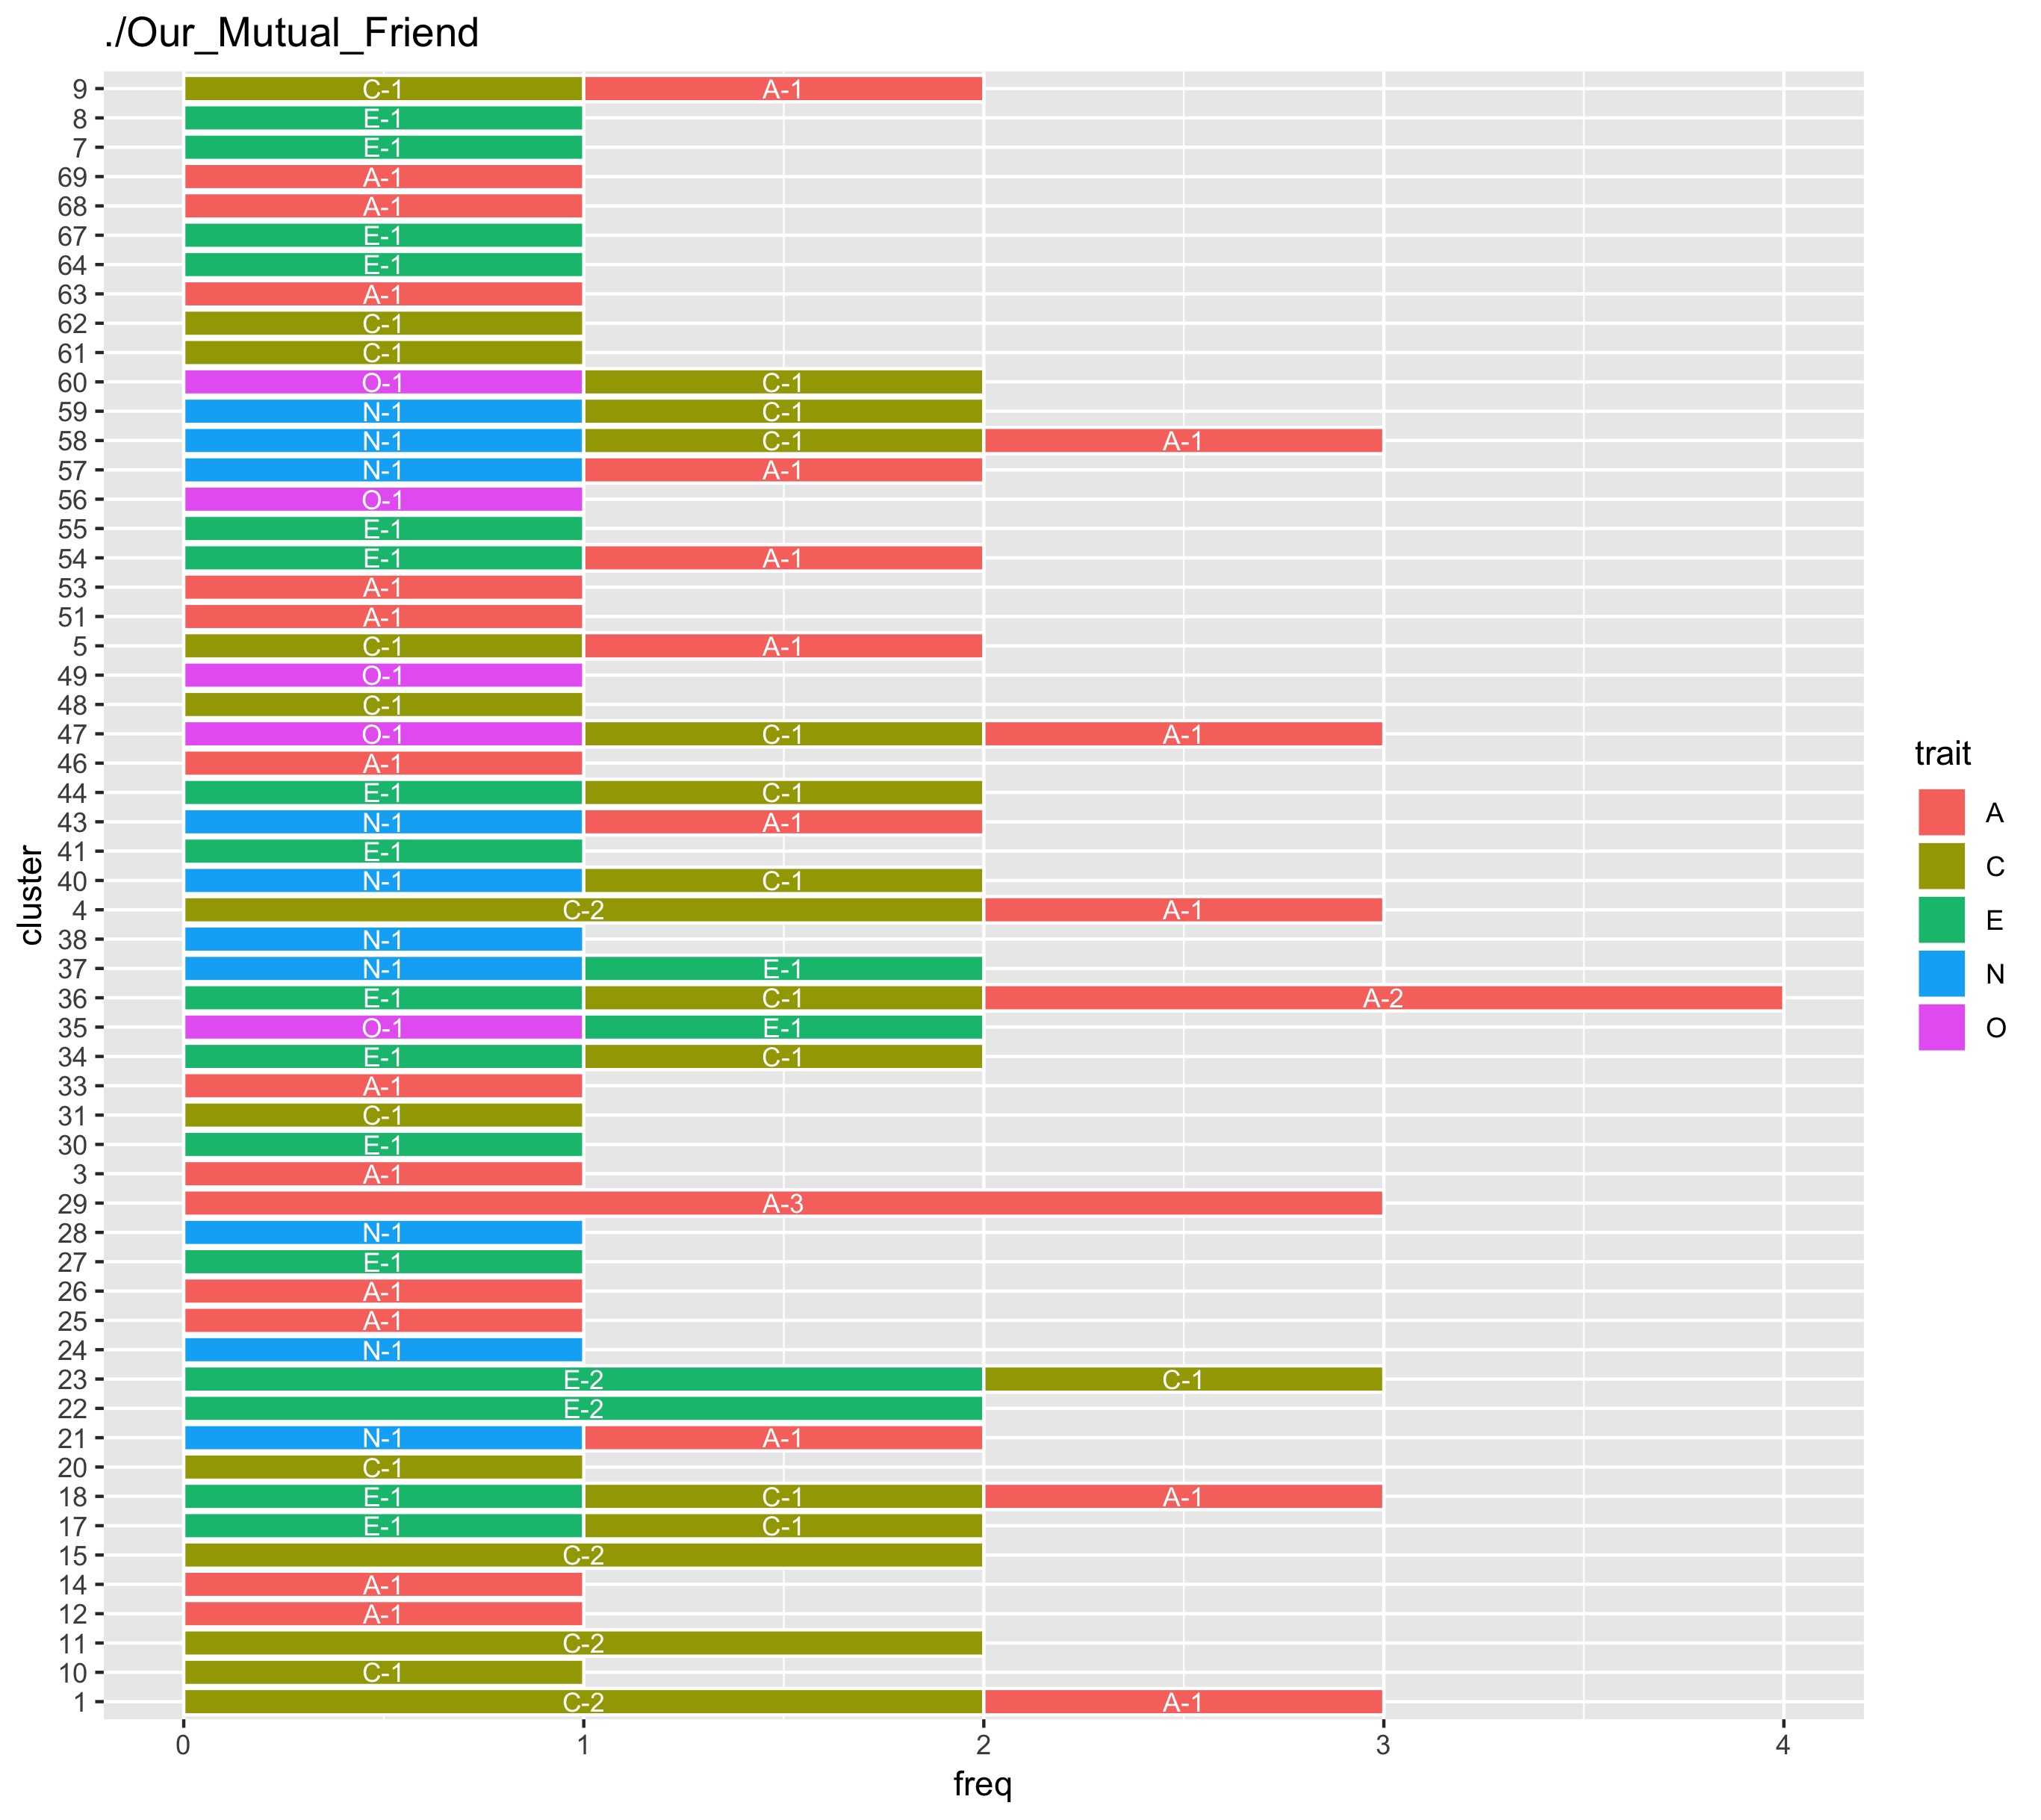 ./Our_Mutual_Friend
9 C-1 A-1
8 E-1
7 E-1
69 A-1
68 A-1
67 E-1
64 E-1
63 A-1
62 C-1
61 C-1
60 O-1 C-1
59 N-1 C-1
58 N-1 C-1 A-1
57 N-1 A-1
56 O-1
55 E-1
54 E-1 A-1
53 A-1
51 A-1
5 C-1 A-1
49 O-1
48 C-1
47 O-1 C-1 A-1
46 A-1
44 E-1 C-1
43 N-1 A-1
41 E-1
40 N-1 C-1
4 C-2 A-1
38 N-1
37 N-1 E-1
36 E-1 C-1 A-2
35 O-1 E-1
34 E-1 C-1
33 A-1
31 C-1
30 E-1
3 A-1
29 A-3
28 N-1
27 E-1
26 A-1
25 A-1
24 N-1
23 E-2 C-1
22 E-2
21 N-1 A-1
20 C-1
18 E-1 C-1 A-1
17 E-1 C-1
15 C-2
14 A-1
12 A-1
11 C-2
10 C-1
1 C-2 A-1
0 1 2 3 4
freq
cluster
trait
A
C
E
N
O